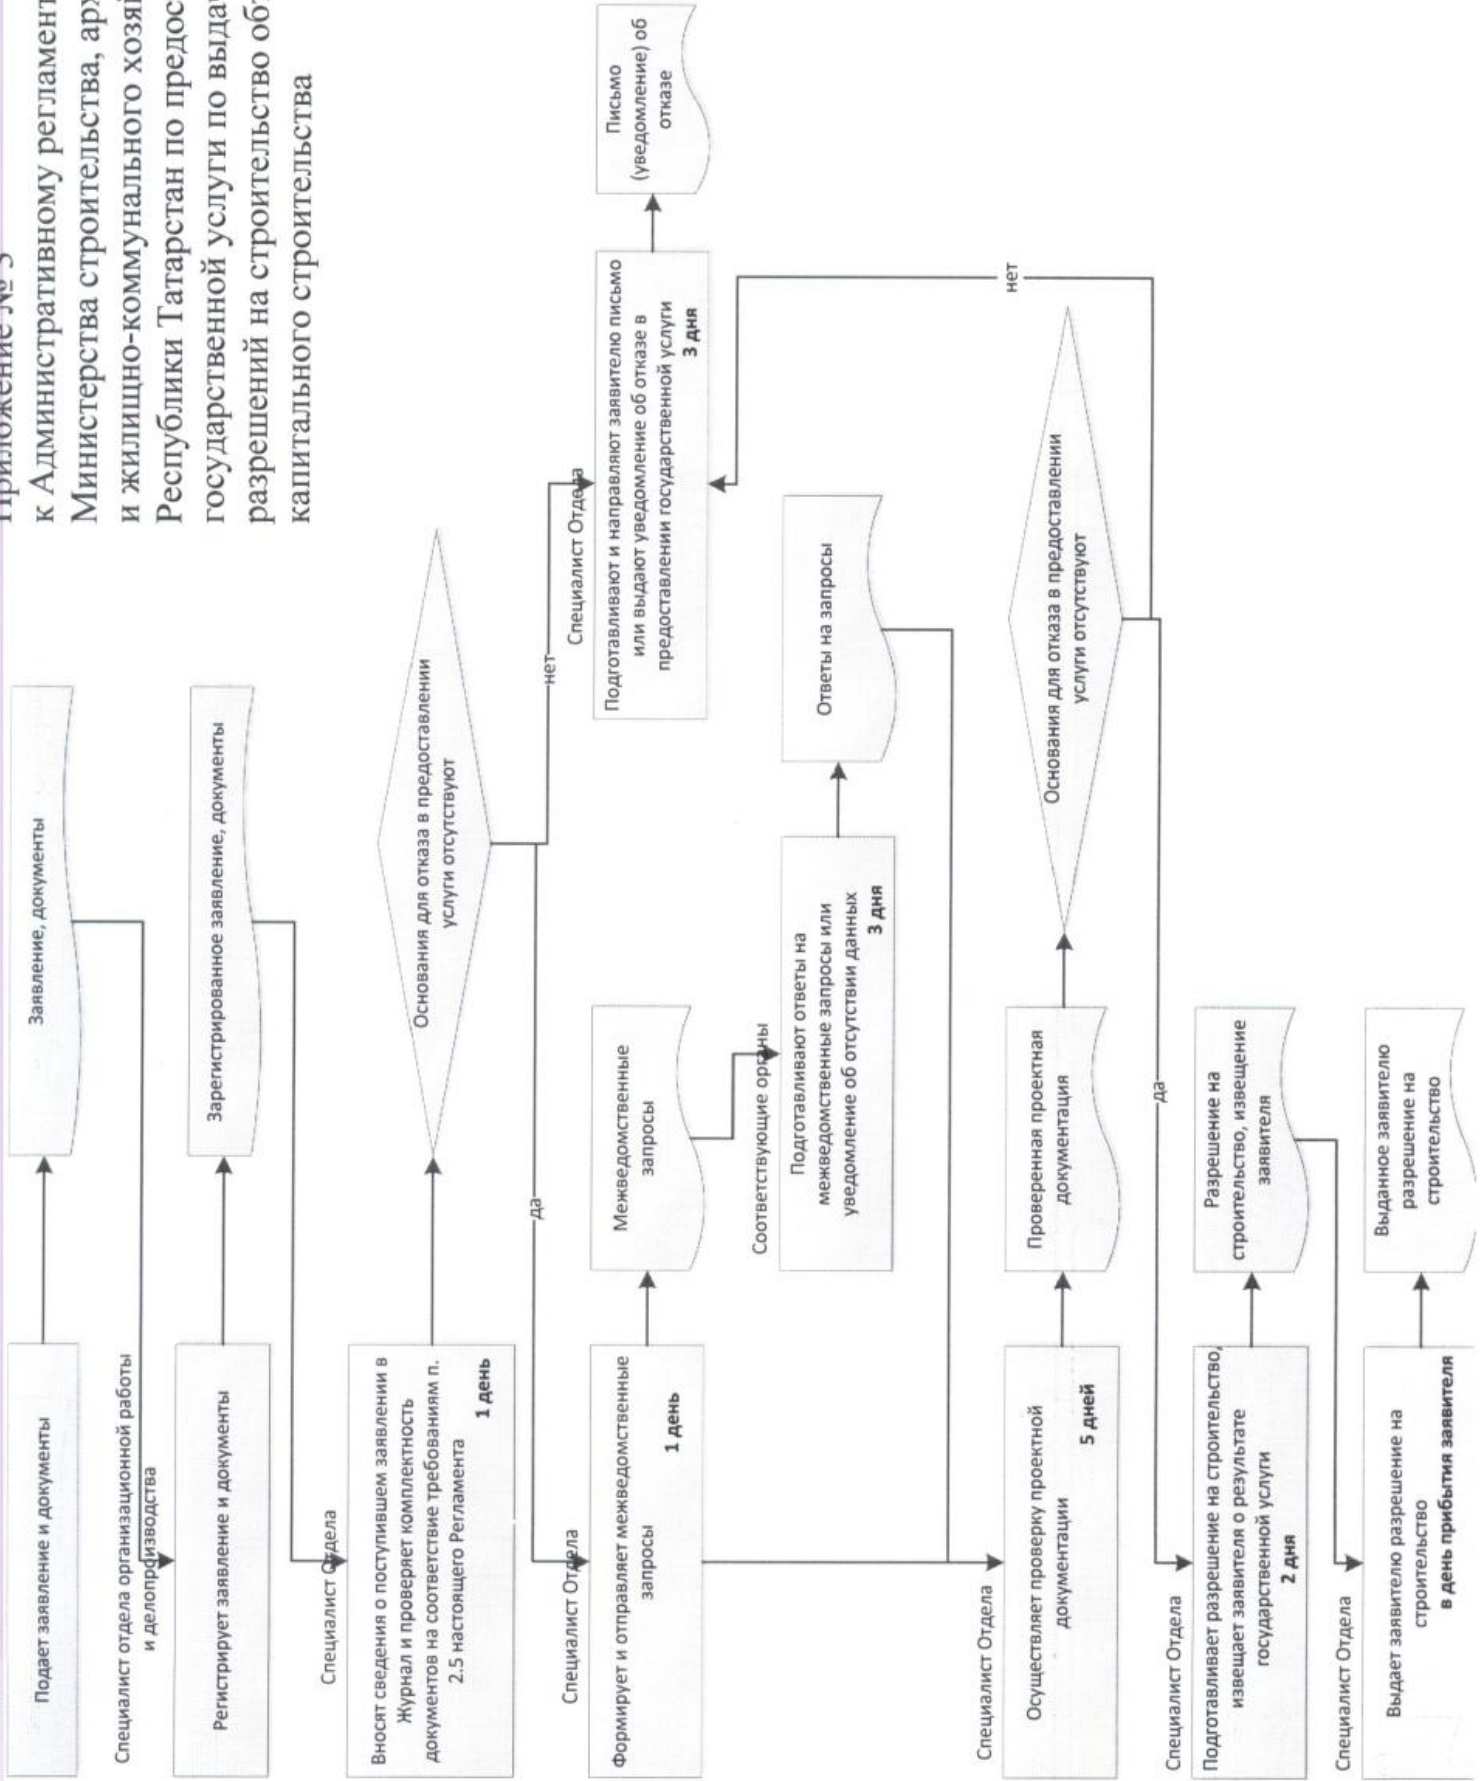 Приложение № 3
к Административному регламент
Министерства строительства, арх
и жилищно-коммунального хозяй
Республики Татарстан по предос
государственной услуги по выда
разрешений на строительство об
капитального строительства
Подает заявление и документы
Заявление, документы
Специалист отдела организационной работы
и делопроизводства
Регистрирует заявление и документы
Зарегистрированное заявление, документы
Специалист Отдела
Вносят сведения о поступившем заявлении в
Журнал и проверяет комплектность
документов на соответствие требованиям п.
2.5 настоящего Регламента
1 день
Основания для отказа в предоставлении
услуги отсутствуют
нет
да
Специалист Отдела
Подготавливают и направляют заявителю письмо
или выдают уведомление об отказе в
предоставлении государственной услуги
3 дня
Письмо
(уведомление) об
отказе
Специалист Отдела
Формирует и отправляет межведомственные
запросы
1 день
Межведомственные
запросы
Соответствующие органы
Подготавливают ответы на
межведомственные запросы или
уведомление об отсутствии данных
3 дня
Ответы на запросы
Специалист Отдела
Осуществляет проверку проектной
документации
5 дней
Проверенная проектная
документация
Основания для отказа в предоставлении
услуги отсутствуют
нет
да
Специалист Отдела
Подготавливает разрешение на строительство,
извещает заявителя о результате
государственной услуги
2 дня
Разрешение на
строительство, извещение
заявителя
Специалист Отдела
Выдает заявителю разрешение на
строительство
в день прибытия заявителя
Выданное заявителю
разрешение на
строительство